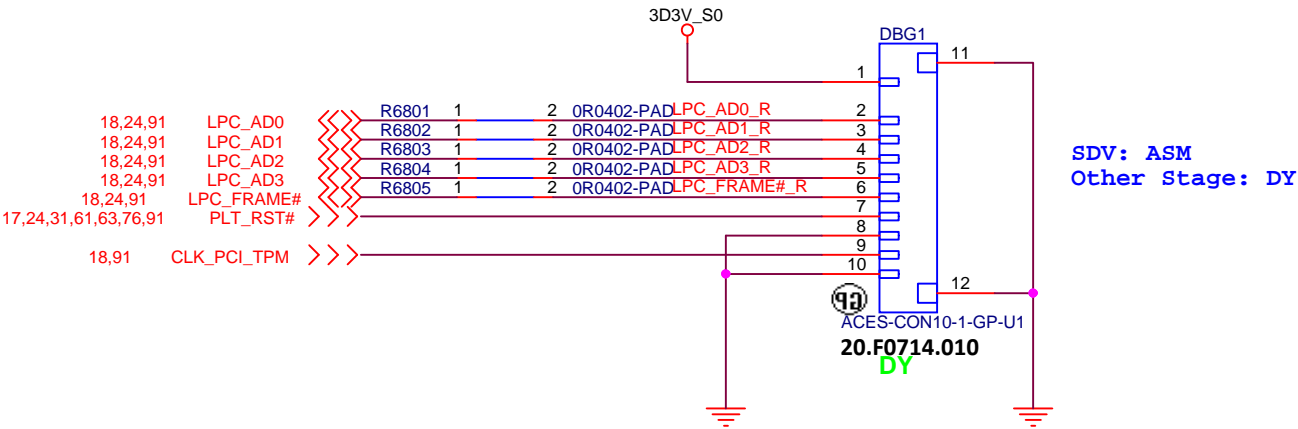 3D3V_S0
DBG1
11
1
R6801 1 2 0R0402-PAD LPC_AD0_R 2
18,24,91 LPC_AD0
R6802 1 2 0R0402-PAD LPC_AD1_R 3
18,24,91 LPC_AD1
R6803 1 2 0R0402-PAD LPC_AD2_R 4
18,24,91 LPC_AD2
R6804 1 2 0R0402-PAD LPC_AD3_R 5
18,24,91 LPC_AD3
R6805 1 2 0R0402-PAD LPC_FRAME#_R 6
18,24,91 LPC_FRAME#
7
17,24,31,61,63,76,91 PLT_RST#
8
9
18,91 CLK_PCI_TPM
10
12
SDV: ASM
Other Stage: DY
GP
ACES-CON10-1-GP-U1
20.F0714.010
DY